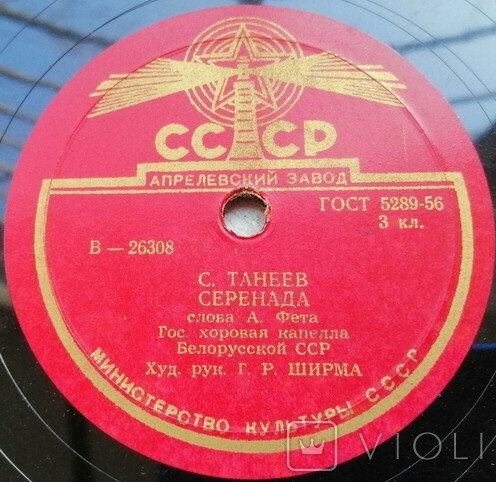 СССР
АПРЕЛЕВСКИЙ ЗАВОД
ГОСТ 5289-56
3 кл.
В — 26308
С. ТАНЕЕВ
СЕРЕНАДА
слова А. Фета
Гос. хоровая капелла
Белорусской ССР
Худ. рук. Г. Р. ШИРМА
МИНИСТЕРСТВО КУЛЬТУРЫ СССР
VIOLI